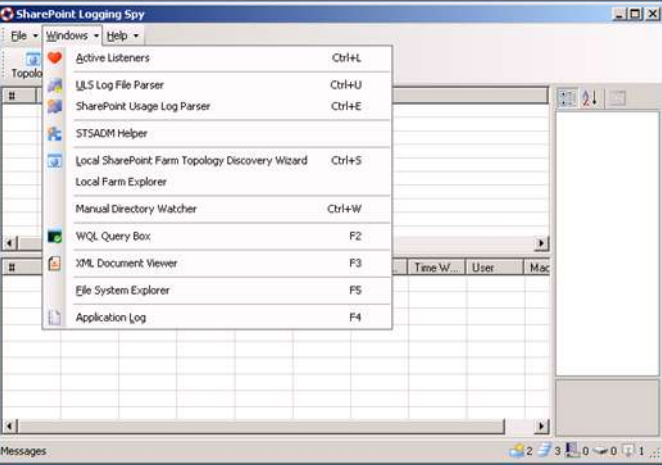 SharePoint Logging Spy
File Windows Help
Topolo
Active Listeners Ctrl+L
ULS Log File Parser Ctrl+U
SharePoint Usage Log Parser Ctrl+E
STSADM Helper
Local SharePoint Farm Topology Discovery Wizard Ctrl+S
Local Farm Explorer
Manual Directory Watcher Ctrl+W
WQL Query Box F2
XML Document Viewer F3
File System Explorer F5
Application Log F4
#
# .. Time W... User Mac
Messages 2 3 0 0 1